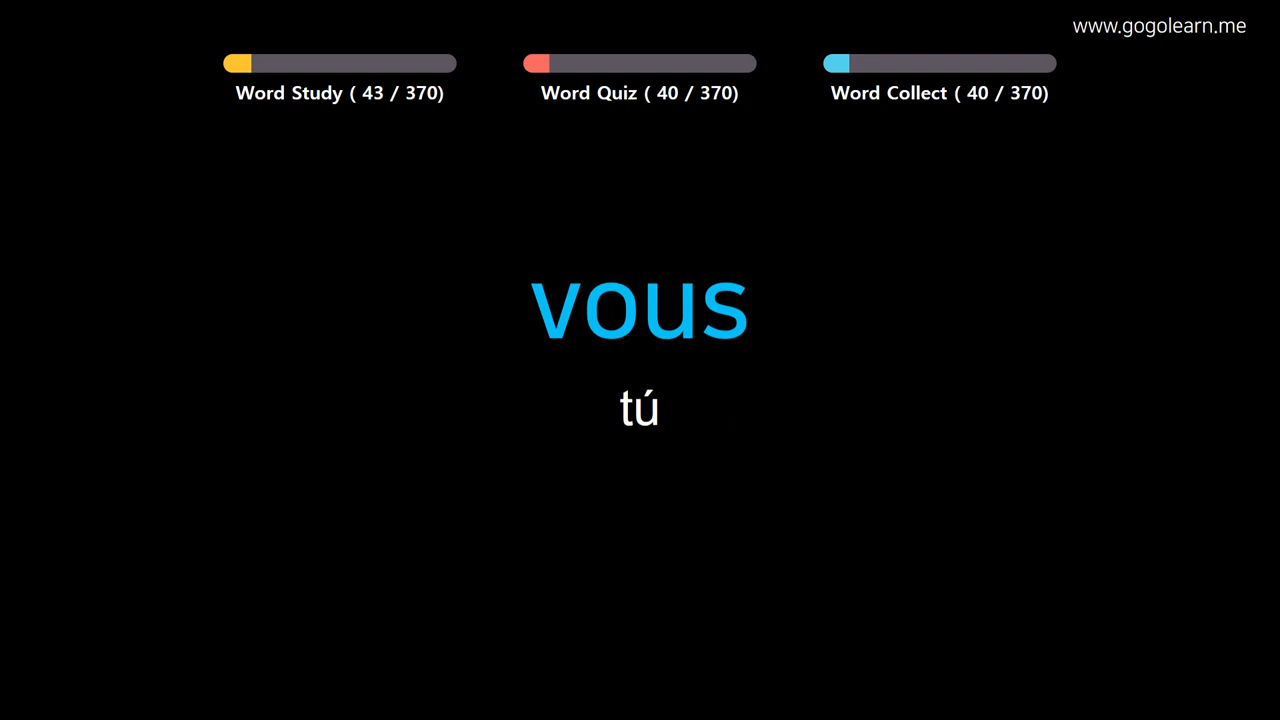 www.gogolearn.me
Word Study ( 43 / 370)
Word Quiz ( 40 / 370)
Word Collect ( 40 / 370)
vous
tú